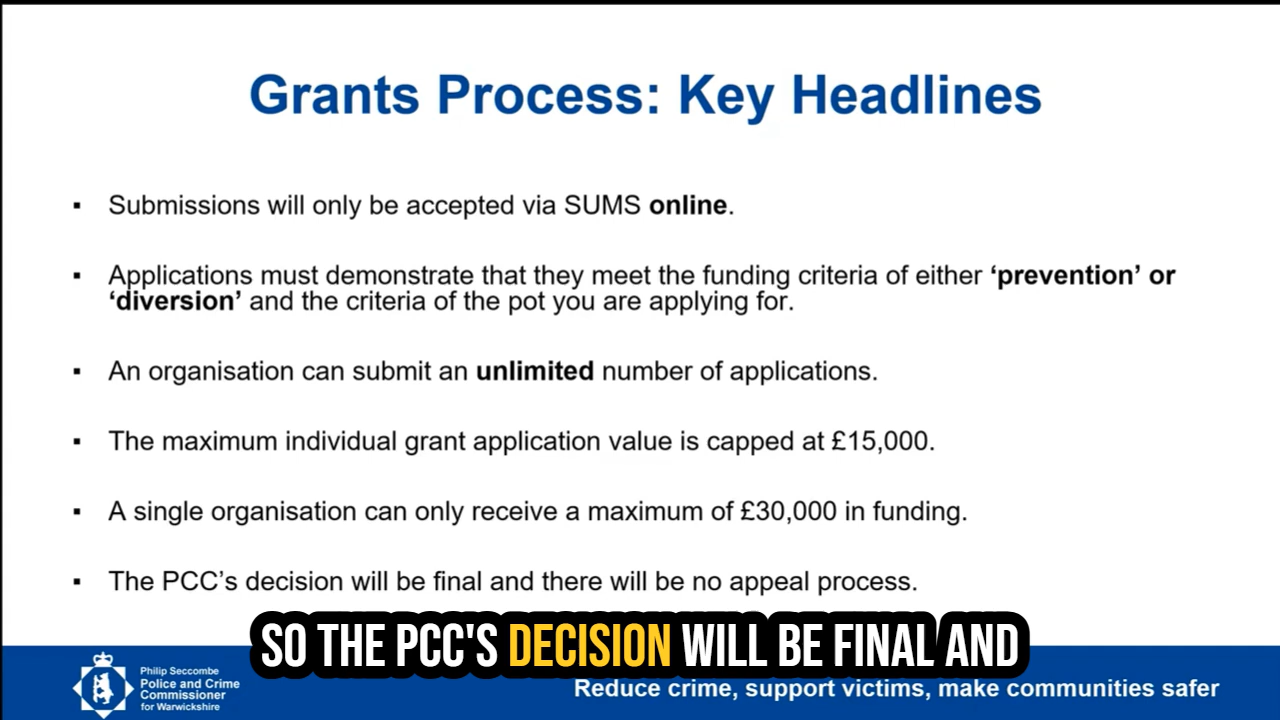 Grants Process: Key Headlines
▪ Submissions will only be accepted via SUMS online.
▪ Applications must demonstrate that they meet the funding criteria of either ‘prevention’ or
‘diversion’ and the criteria of the pot you are applying for.
▪ An organisation can submit an unlimited number of applications.
▪ The maximum individual grant application value is capped at £15,000.
▪ A single organisation can only receive a maximum of £30,000 in funding.
▪ The PCC’s decision will be final and there will be no appeal process.
SO THE PCC'S DECISION WILL BE FINAL AND
Philip Seccombe
Police and Crime
Commissioner
for Warwickshire
Reduce crime, support victims, make communities safer